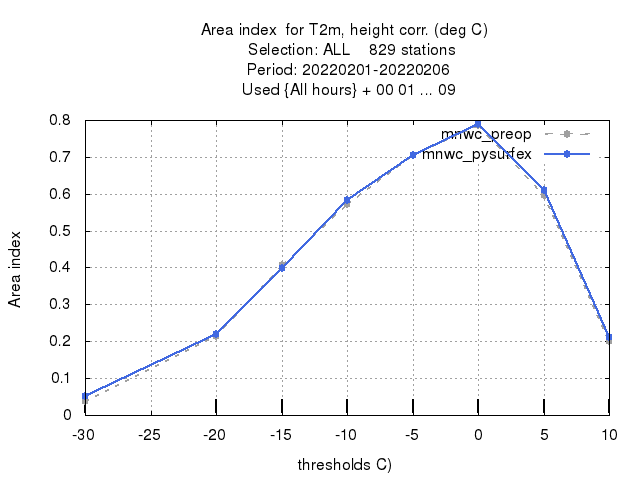 Area index  for T2m, height corr. (deg C)
Selection: ALL    829 stations
Period: 20220201-20220206
Used {All hours} + 00 01 ... 09
mnwc_preop
mnwc_pysurfex
0.8
0.7
0.6
0.5
0.4
0.3
0.2
0.1
0
Area index
-30 -25 -20 -15 -10 -5 0 5 10
thresholds C)